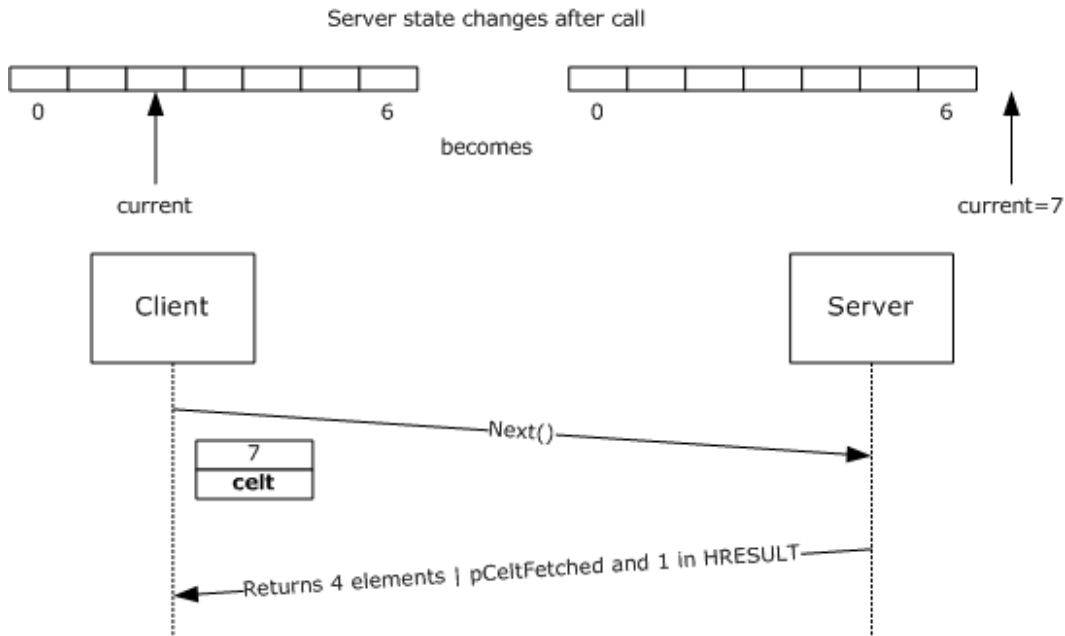 Server state changes after call
0 6 0 6
becomes
current current=7
Client Server
Next()
7
celt
Returns 4 elements | pCeltFetched and 1 in HRESULT